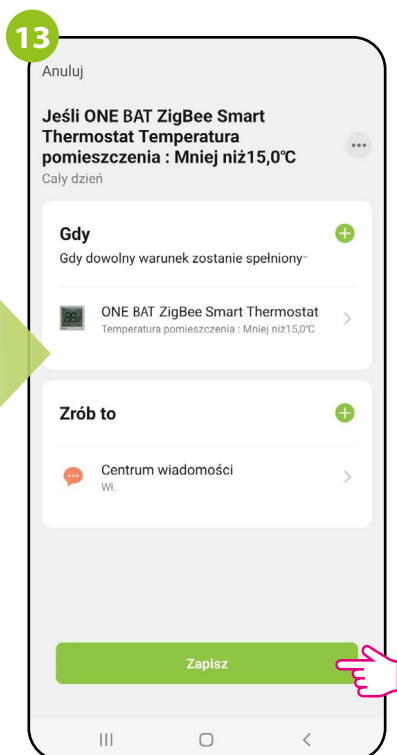 13
Anuluj
Jeśli ONE BAT ZigBee Smart
Thermostat Temperatura
pomieszczenia : Mniej niż15,0℃
Cały dzień
Gdy
Gdy dowolny warunek zostanie spełniony
ONE BAT ZigBee Smart Thermostat
Temperatura pomieszczenia : Mniej niż15,0℃
Zrób to
Centrum wiadomości
Wł.
Zapisz